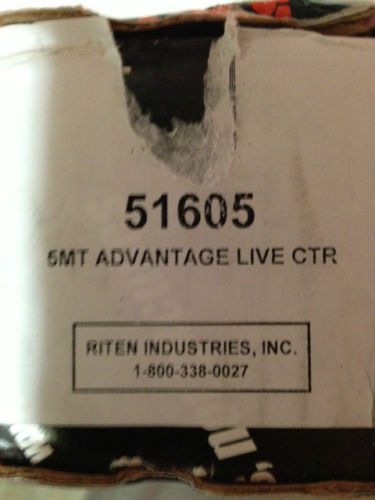 51605
5MT ADVANTAGE LIVE CTR
RITEN INDUSTRIES, INC.
1-800-338-0027